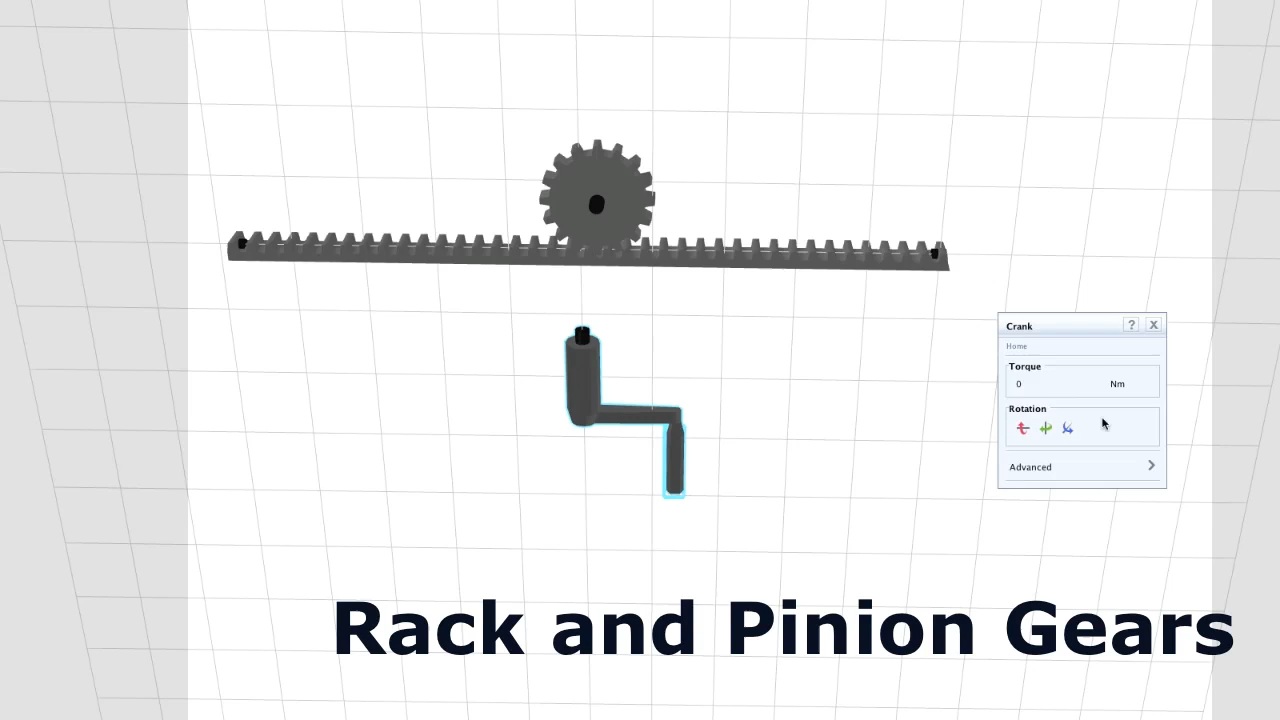 Crank
? X
Home
Torque
0 Nm
Rotation
Advanced
Rack and Pinion Gears